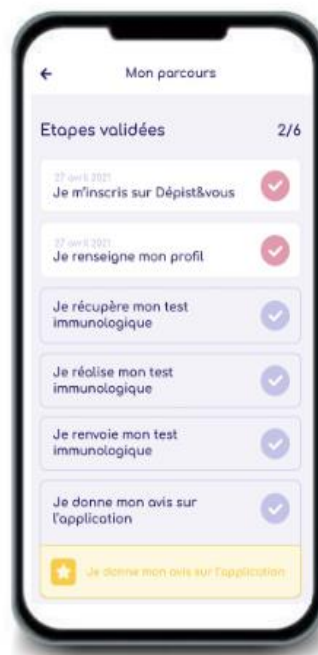 Mon parcours
Etapes validées 2/6
27 avril 2021
Je m'inscris sur Dépist&vous
27 avril 2021
Je renseigne mon profil
Je récupère mon test
immunologique
Je réalise mon test
immunologique
Je renvoie mon test
immunologique
Je donne mon avis sur
l'application
Je donne mon avis sur l'application